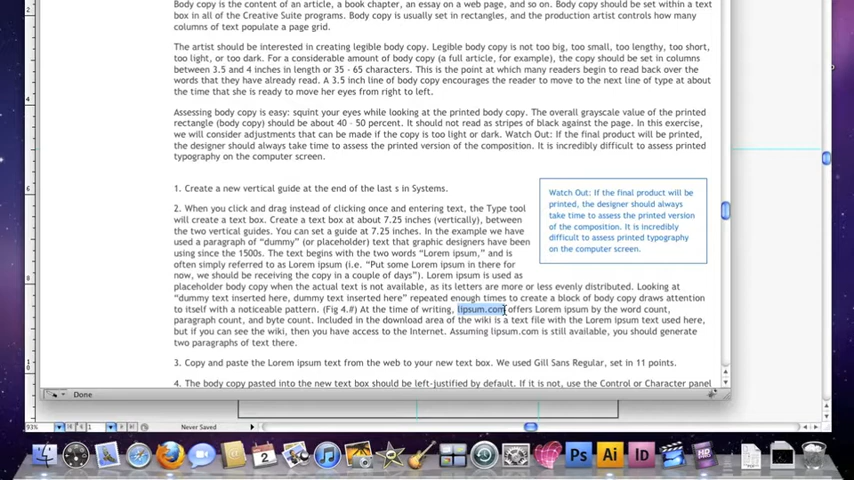 Body copy is the content of an article, a book chapter, an essay on a web page, and so on. Body copy should be set within a text
box in all of the Creative Suite programs. Body copy is usually set in rectangles, and the production artist controls how many
columns of text populate a page grid.
The artist should be interested in creating legible body copy. Legible body copy is not too big, too small, too lengthy, too short,
too light, or too dark. For a considerable amount of body copy (a full article, for example), the copy should be set in columns
between 3.5 and 4 inches in length or 35 - 65 characters. This is the point at which many readers begin to read back over the
words that they have already read. A 3.5 inch line of body copy encourages the reader to move to the next line of type at about
the time that she is ready to move her eyes from right to left.
Assessing body copy is easy: squint your eyes while looking at the printed body copy. The overall grayscale value of the printed
rectangle (body copy) should be about 40 - 50 percent. It should not read as stripes of black against the page. In this exercise,
we will consider adjustments that can be made if the copy is too light or dark. Watch Out: If the final product will be printed,
the designer should always take time to assess the printed version of the composition. It is incredibly difficult to assess printed
typography on the computer screen.
1. Create a new vertical guide at the end of the last s in Systems.
2. When you click and drag instead of clicking once and entering text, the Type tool
will create a text box. Create a text box at about 7.25 inches (vertically), between
the two vertical guides. You can set a guide at 7.25 inches. In the example we have
used a paragraph of “dummy” (or placeholder) text that graphic designers have been
using since the 1500s. The text begins with the two words “Lorem ipsum,” and is
often simply referred to as Lorem ipsum (i.e. “Put some Lorem ipsum in there for
now, we should be receiving the copy in a couple of days”). Lorem ipsum is used as
placeholder body copy when the actual text is not available, as its letters are more or less evenly distributed. Looking at
“dummy text inserted here, dummy text inserted here” repeated enough times to create a block of body copy draws attention
to itself with a noticeable pattern. (Fig 4.#) At the time of writing, lipsum.com offers Lorem ipsum by the word count,
paragraph count, and byte count. Included in the download area of the wiki is a text file with the Lorem ipsum text used here,
but if you can see the wiki, then you have access to the Internet. Assuming lipsum.com is still available, you should generate
two paragraphs of text there.
Watch Out: If the final product will be
printed, the designer should always
take time to assess the printed version
of the composition. It is incredibly
difficult to assess printed typography
on the computer screen.
3. Copy and paste the Lorem ipsum text from the web to your new text box. We used Gill Sans Regular, set in 11 points.
4. The body copy pasted into the new text box should be left-justified by default. If it is not, use the Control or Character panel
Done
93% 1 Never Saved
2
Ps
Ai
ID
HD
PRO